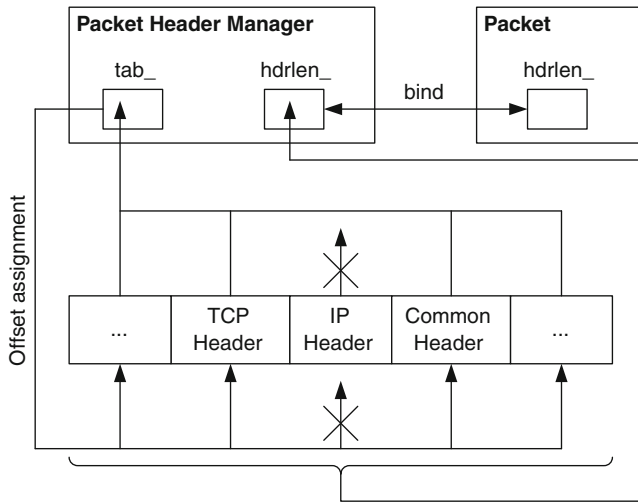 Packet Header Manager
Packet
tab_
hdrlen_
hdrlen_
bind
Offset assignment
...
TCP
Header
IP
Header
Common
Header
...